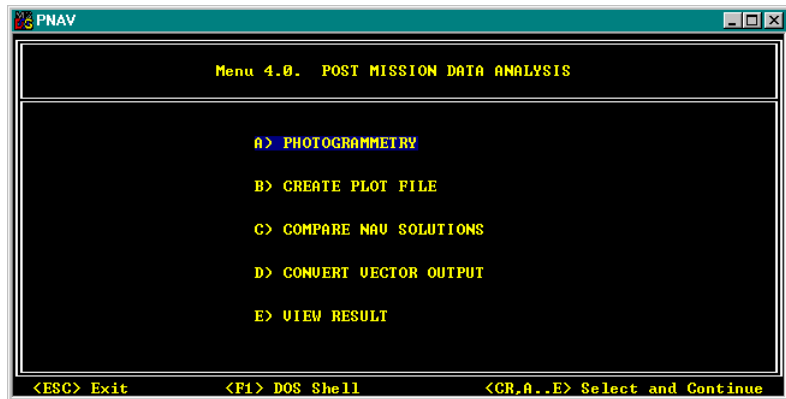 PNAV
Menu 4.0. POST MISSION DATA ANALYSIS
A) PHOTOGRAMMETRY
B) CREATE PLOT FILE
C) COMPARE NAV SOLUTIONS
D) CONVERT VECTOR OUTPUT
E) VIEW RESULT
<ESC> Exit <F1> DOS Shell <CR,A..E> Select and Continue